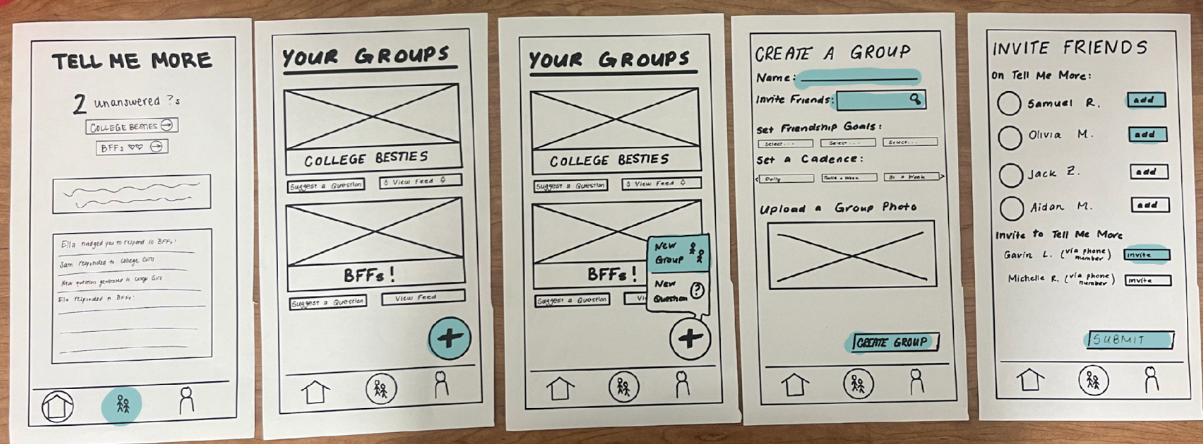 TELL ME MORE
2 unanswered ?s
COLLEGE BESTIES
BFFs
Ella nudged you to respond in BFFs!
Sam responded to College Girls
New question generated in College Girls
Ella responded in BFFs!
YOUR GROUPS
COLLEGE BESTIES
Suggest a Question
View Feed
BFFs!
Suggest a Question
View Feed
+
YOUR GROUPS
COLLEGE BESTIES
Suggest a Question
View Feed
BFFs!
Suggest a Question
Vi
New
Group
New
Question ?
+
CREATE A GROUP
Name:
Invite Friends:
Set Friendship Goals:
Select... Select... Select...
Set a Cadence:
< Daily Twice a Week Week >
Upload a Group Photo
CREATE GROUP
INVITE FRIENDS
On Tell Me More:
Samuel R. add
Olivia M. add
Jack Z. add
Aidan M. add
Invite to Tell Me More
Gavin L. (via phone number) invite
Michelle R. (via phone number) invite
SUBMIT